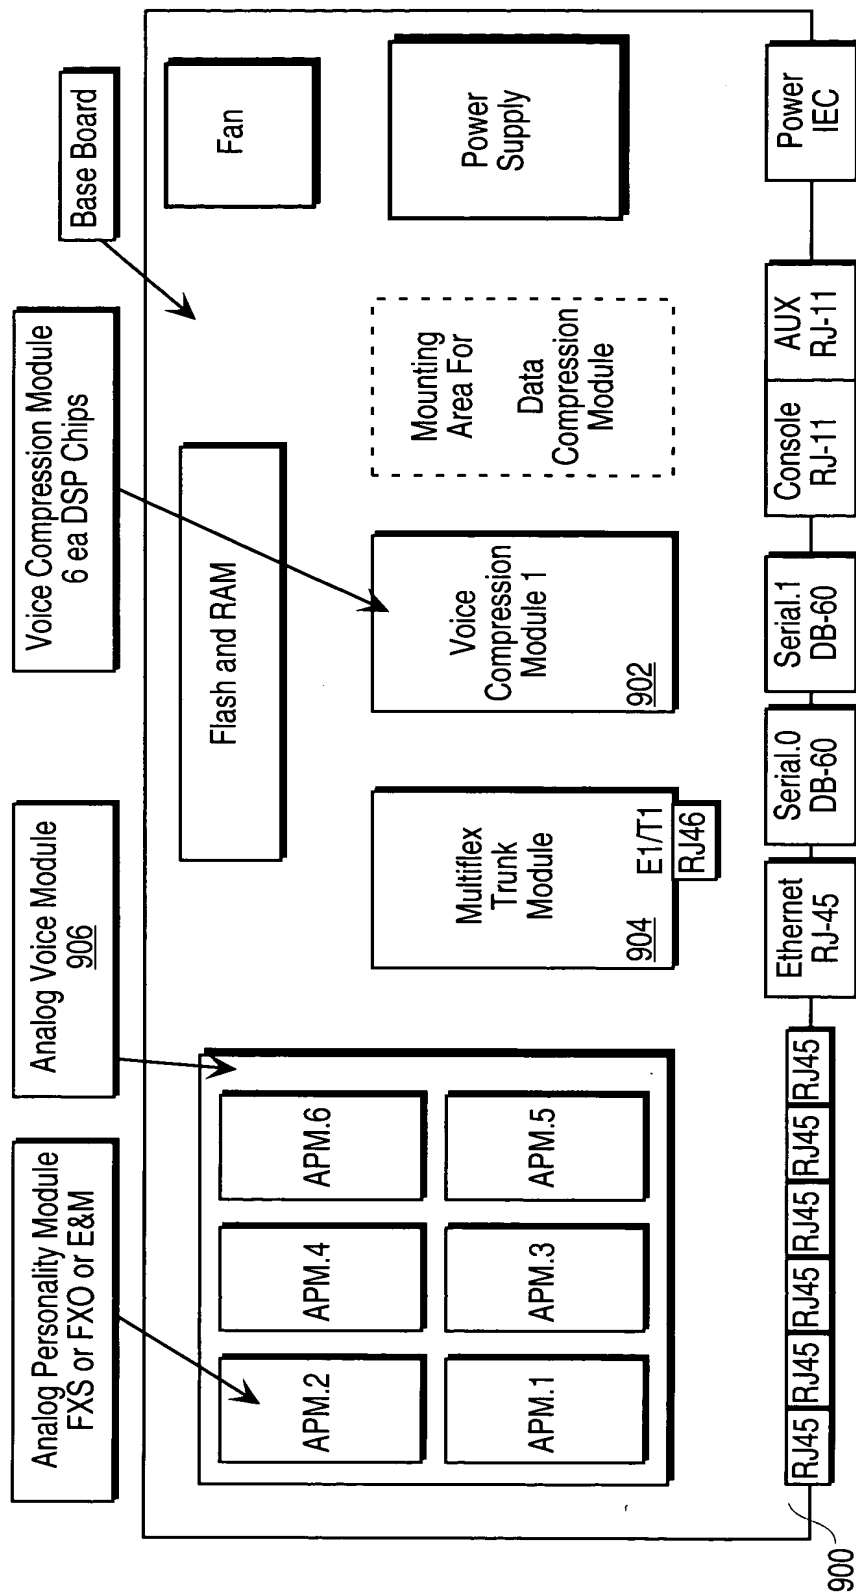 Analog Personality Module
FXS or FXO or E&M
Analog Voice Module
906
Voice Compression Module
6 ea DSP Chips
Base Board
APM.2
APM.4
APM.6
APM.1
APM.3
APM.5
Flash and RAM
Fan
Multiflex
Trunk
Module
904
E1/T1
RJ46
Voice
Compression
Module 1
902
Mounting
Area For
Data
Compression
Module
Power
Supply
900
RJ45
RJ45
RJ45
RJ45
RJ45
RJ45
Ethernet
RJ-45
Serial.0
DB-60
Serial.1
DB-60
Console
RJ-11
AUX
RJ-11
Power
IEC